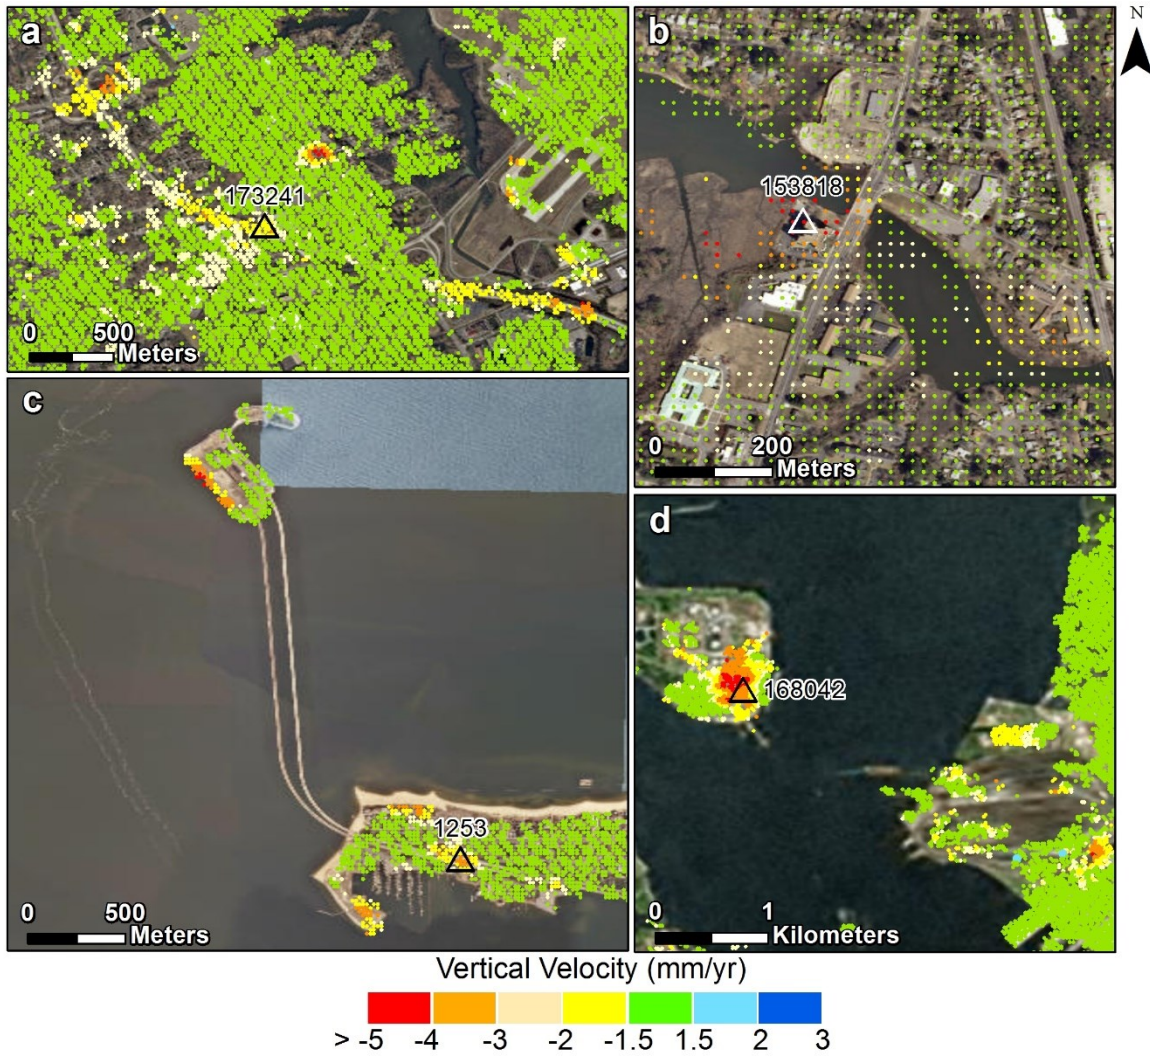 a
173241
0 500
Meters
b
N
153818
0 200
Meters
c
1253
0 500
Meters
d
168042
0 1
Kilometers
Vertical Velocity (mm/yr)
> -5 -4 -3 -2 -1.5 1.5 2 3